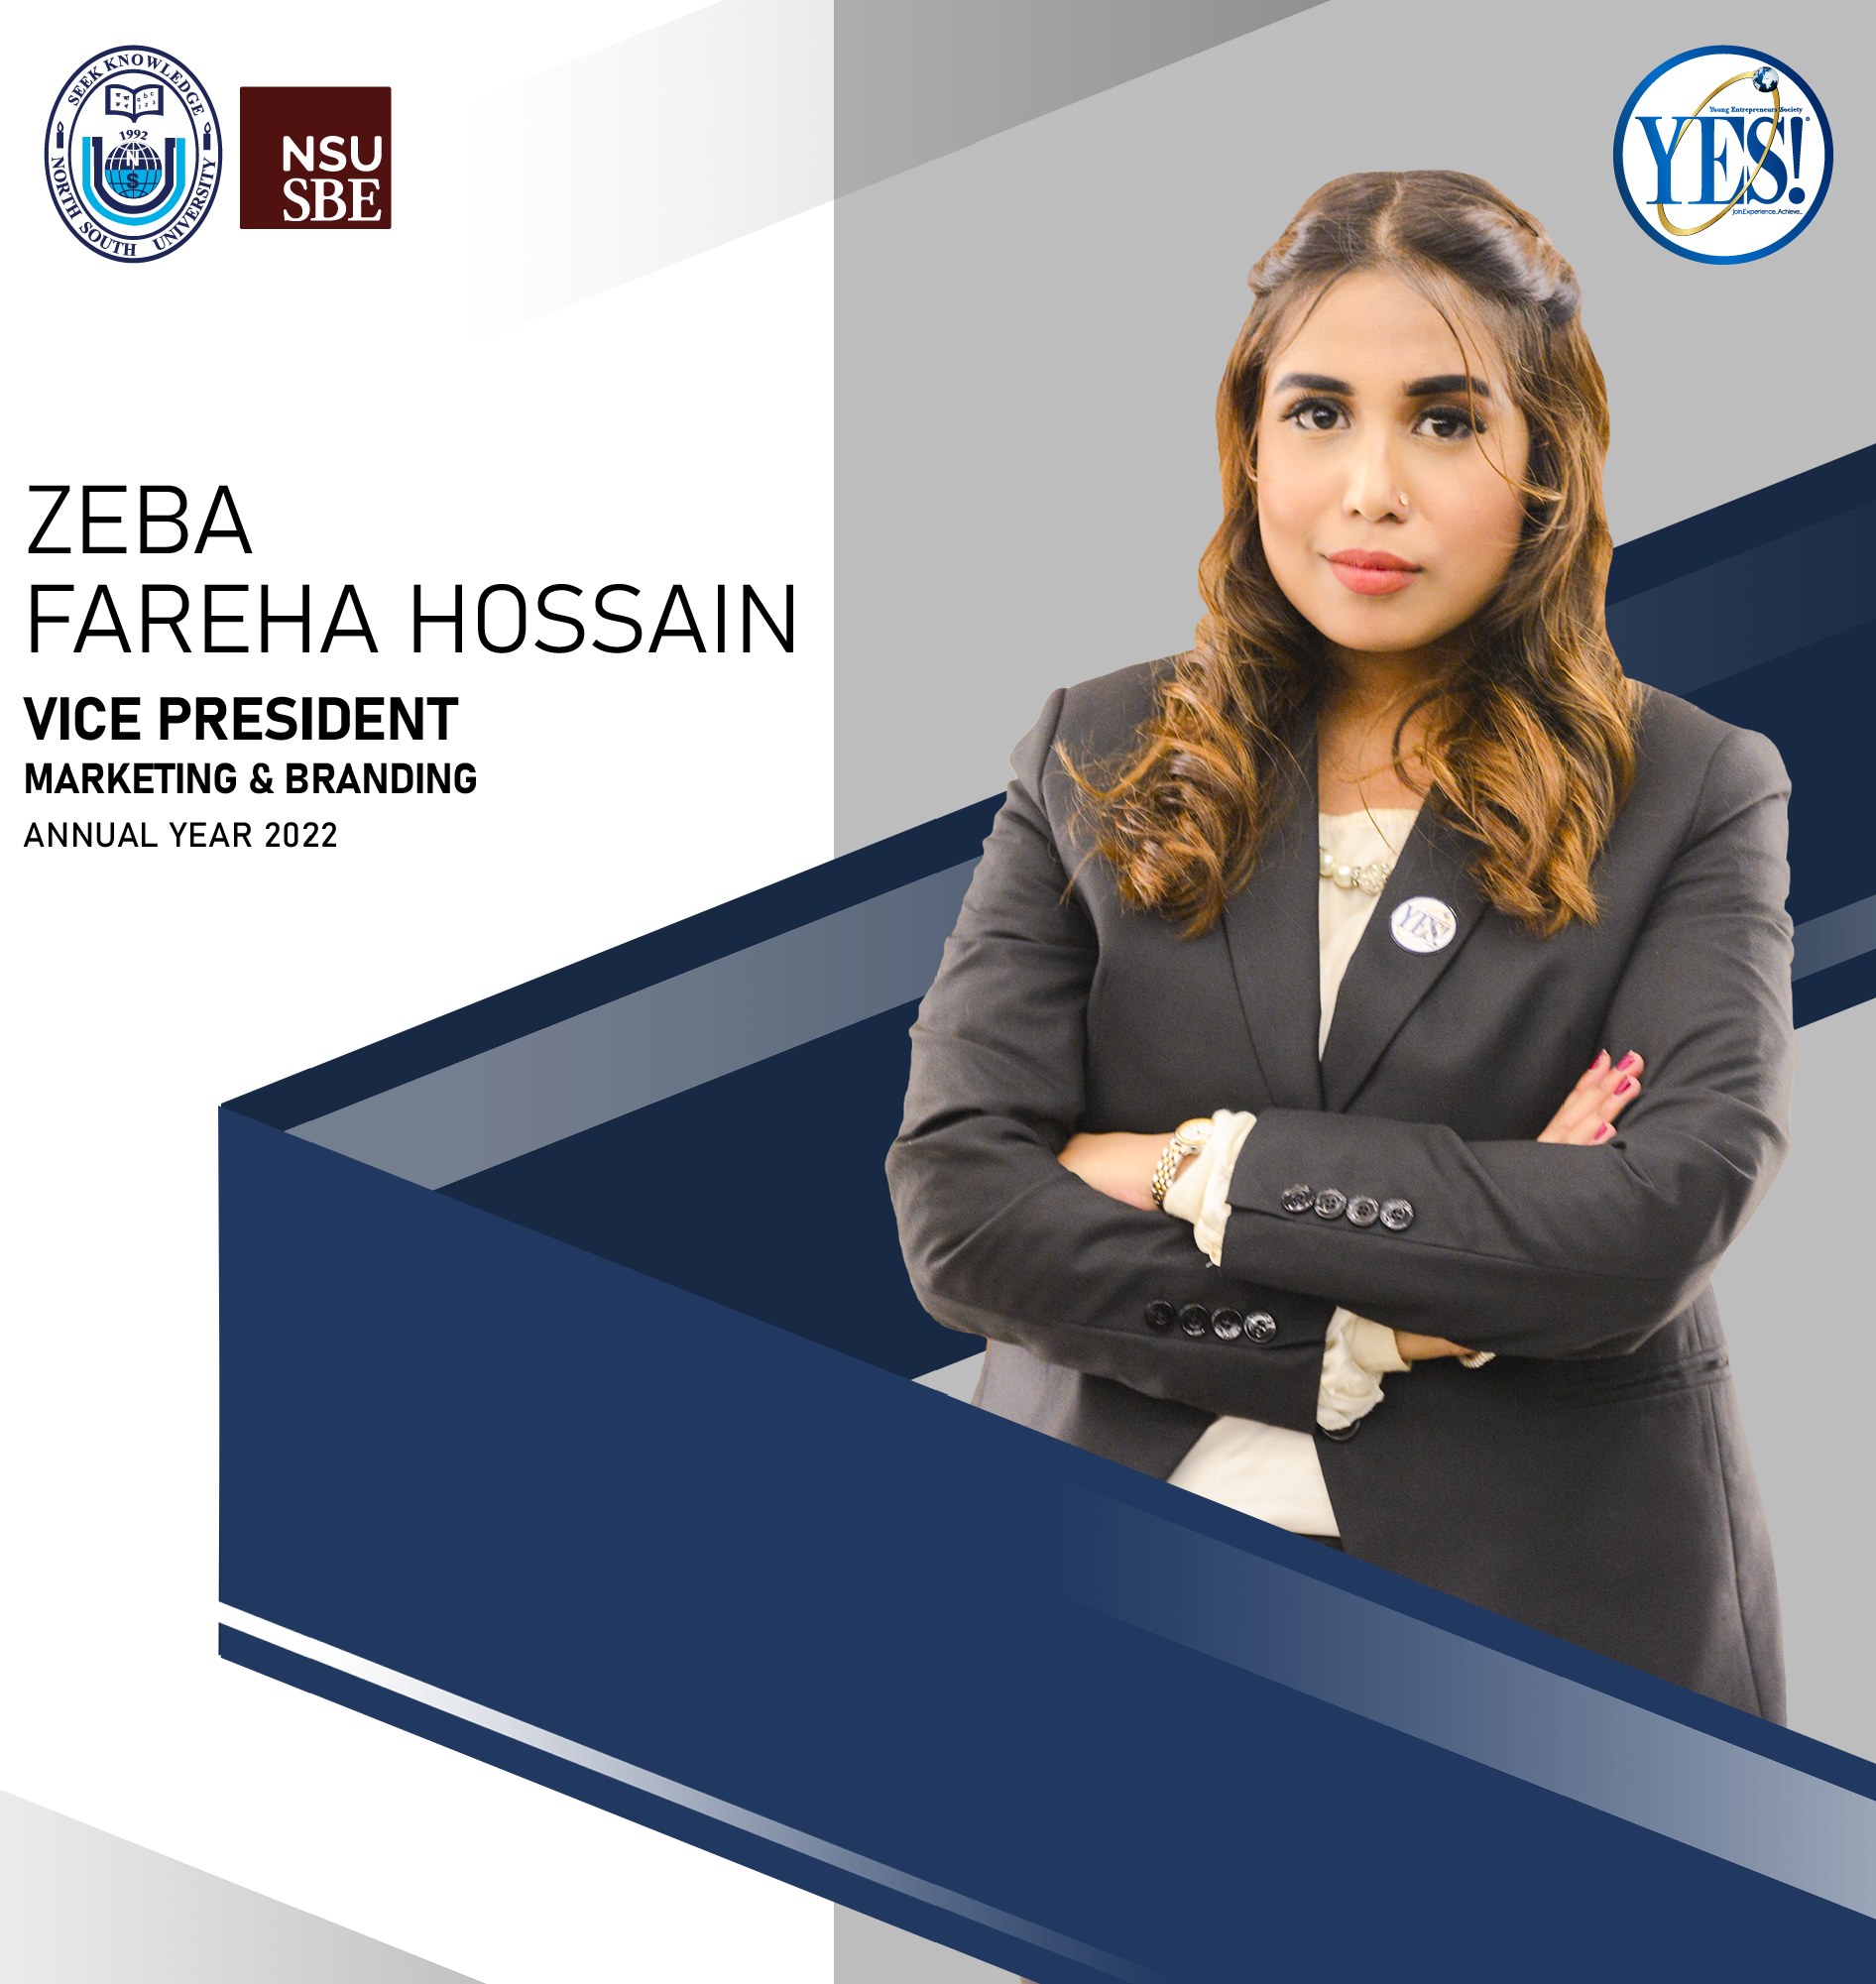 SEEK KNOWLEDGE
1992
N
S
NORTH SOUTH UNIVERSITY
NSU
SBE
Young Entrepreneurs Society
YES!
Join.Experience.Achieve..
ZEBA
FAREHA HOSSAIN
VICE PRESIDENT
MARKETING & BRANDING
ANNUAL YEAR 2022
YES!